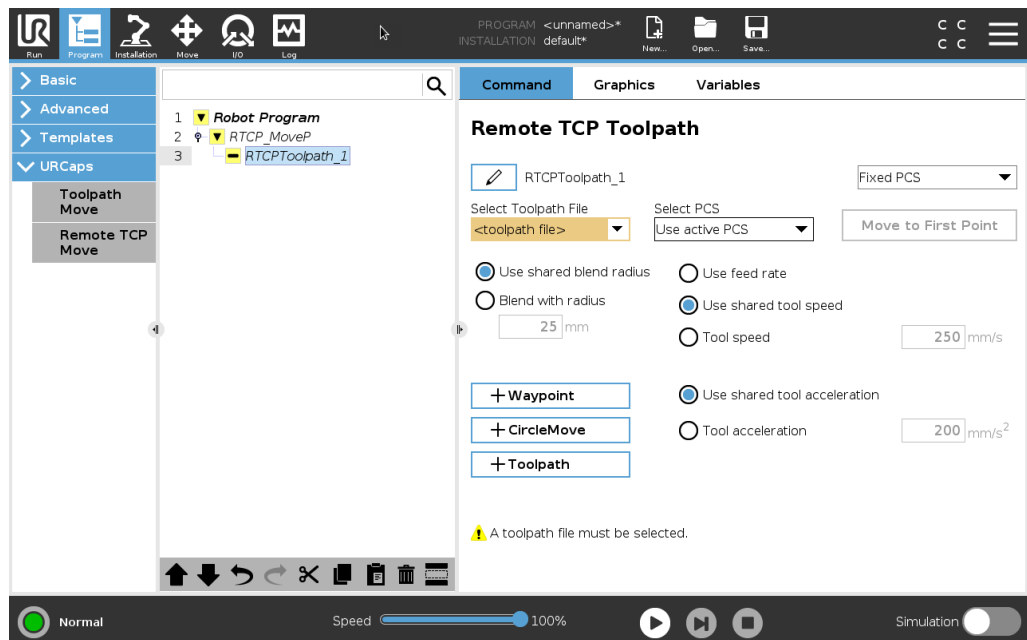 UR
Run
Program
Installation
Move
I/O
Log
PROGRAM <unnamed>*
INSTALLATION default*
New...
Open...
Save...
C C
C C
Basic
Advanced
Templates
URCaps
Toolpath
Move
Remote TCP
Move
1 Robot Program
2 RTCP_MoveP
3 RTCPToolpath_1
Command Graphics Variables
Remote TCP Toolpath
RTCPToolpath_1 Fixed PCS
Select Toolpath File Select PCS
<toolpath file> Use active PCS Move to First Point
Use shared blend radius Use feed rate
Blend with radius Use shared tool speed
25 mm Tool speed 250 mm/s
+Waypoint Use shared tool acceleration
+CircleMove Tool acceleration 200 mm/s²
+Toolpath
A toolpath file must be selected.
Normal Speed 100% Simulation